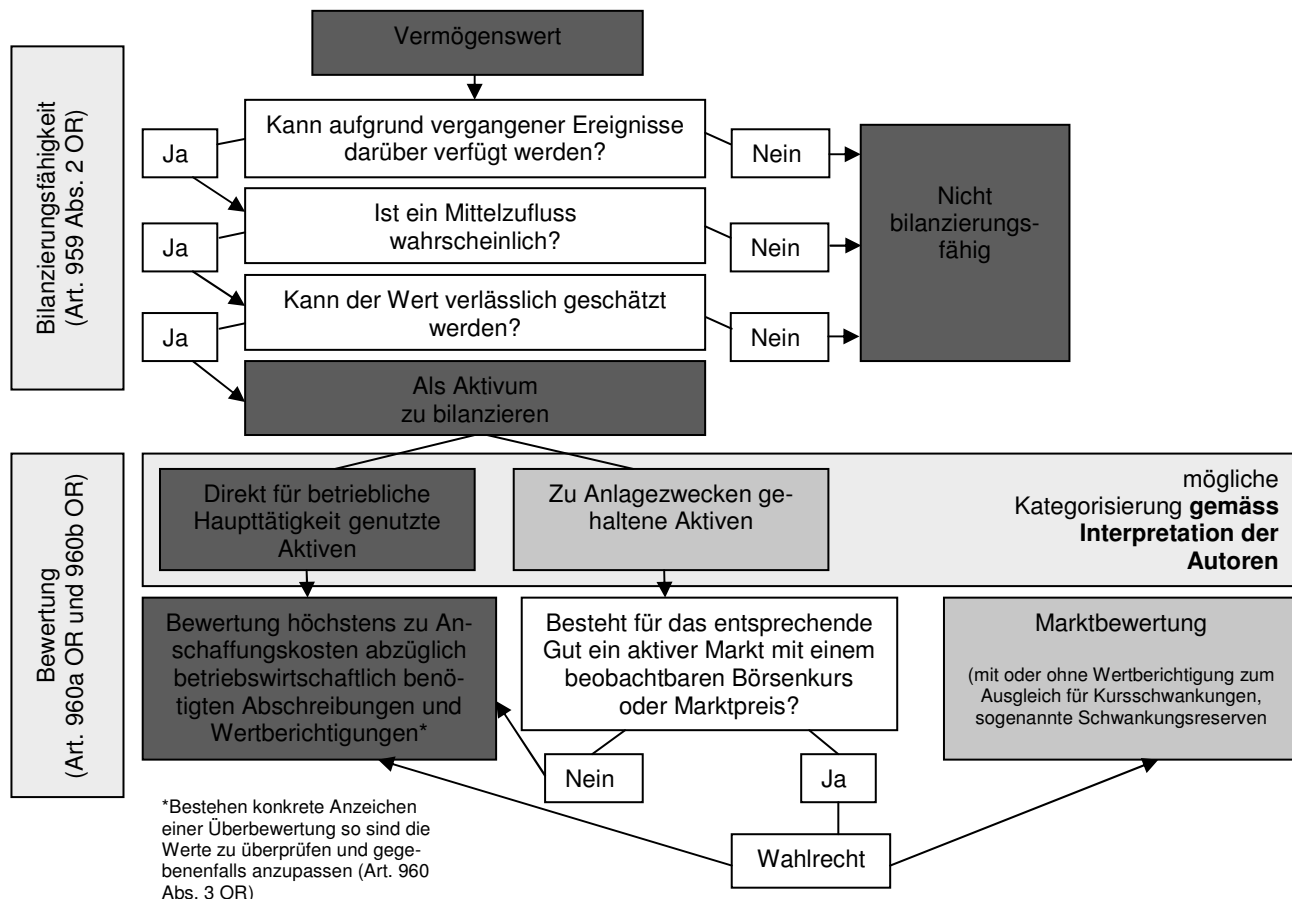 Vermögenswert
Bilanzierungsfähigkeit
(Art. 959 Abs. 2 OR)
Kann aufgrund vergangener Ereignisse
darüber verfügt werden?
Ja
Nein
Nicht
bilanzierungs-
fähig
Ist ein Mittelzufluss
wahrscheinlich?
Ja
Nein
Kann der Wert verlässlich geschätzt
werden?
Ja
Nein
Als Aktivum
zu bilanzieren
Bewertung
(Art. 960a OR und 960b OR)
Direkt für betriebliche
Haupttätigkeit genutzte
Aktiven
Zu Anlagezwecken ge-
haltene Aktiven
mögliche
Kategorisierung gemäss
Interpretation der
Autoren
Bewertung höchstens zu An-
schaffungskosten abzüglich
betriebswirtschaftlich benö-
tigten Abschreibungen und
Wertberichtigungen*
Besteht für das entsprechende
Gut ein aktiver Markt mit einem
beobachtbaren Börsenkurs
oder Marktpreis?
Marktbewertung
(mit oder ohne Wertberichtigung zum
Ausgleich für Kursschwankungen,
sogenannte Schwankungsreserven
Nein
Ja
Wahlrecht
*Bestehen konkrete Anzeichen
einer Überbewertung so sind die
Werte zu überprüfen und gege-
benenfalls anzupassen (Art. 960
Abs. 3 OR)